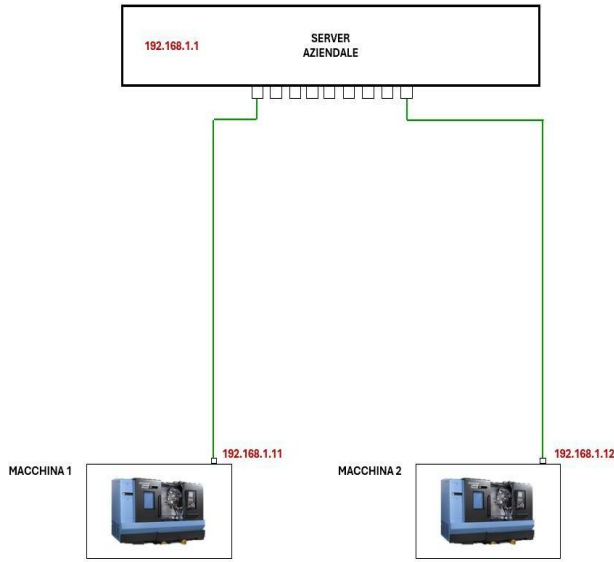 192.168.1.1
SERVER
AZIENDALE
192.168.1.11
192.168.1.12
MACCHINA 1
MACCHINA 2